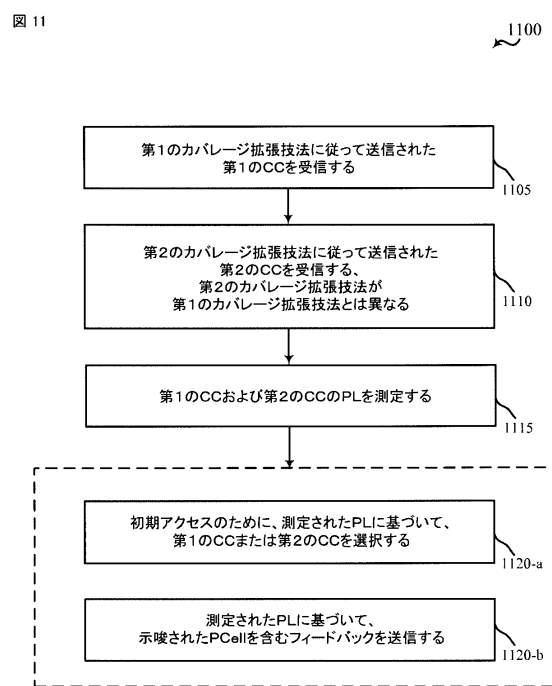 図 11
1100
第１のカバレージ拡張技法に従って送信された
第１のＣＣを受信する
1105
第２のカバレージ拡張技法に従って送信された
第２のＣＣを受信する、
第２のカバレージ拡張技法が
第１のカバレージ拡張技法とは異なる
1110
第１のＣＣおよび第２のＣＣのＰＬを測定する
1115
初期アクセスのために、測定されたＰＬに基づいて、
第１のＣＣまたは第２のＣＣを選択する
1120-a
測定されたＰＬに基づいて、
示唆されたＰＣｅｌｌを含むフィードバックを送信する
1120-b